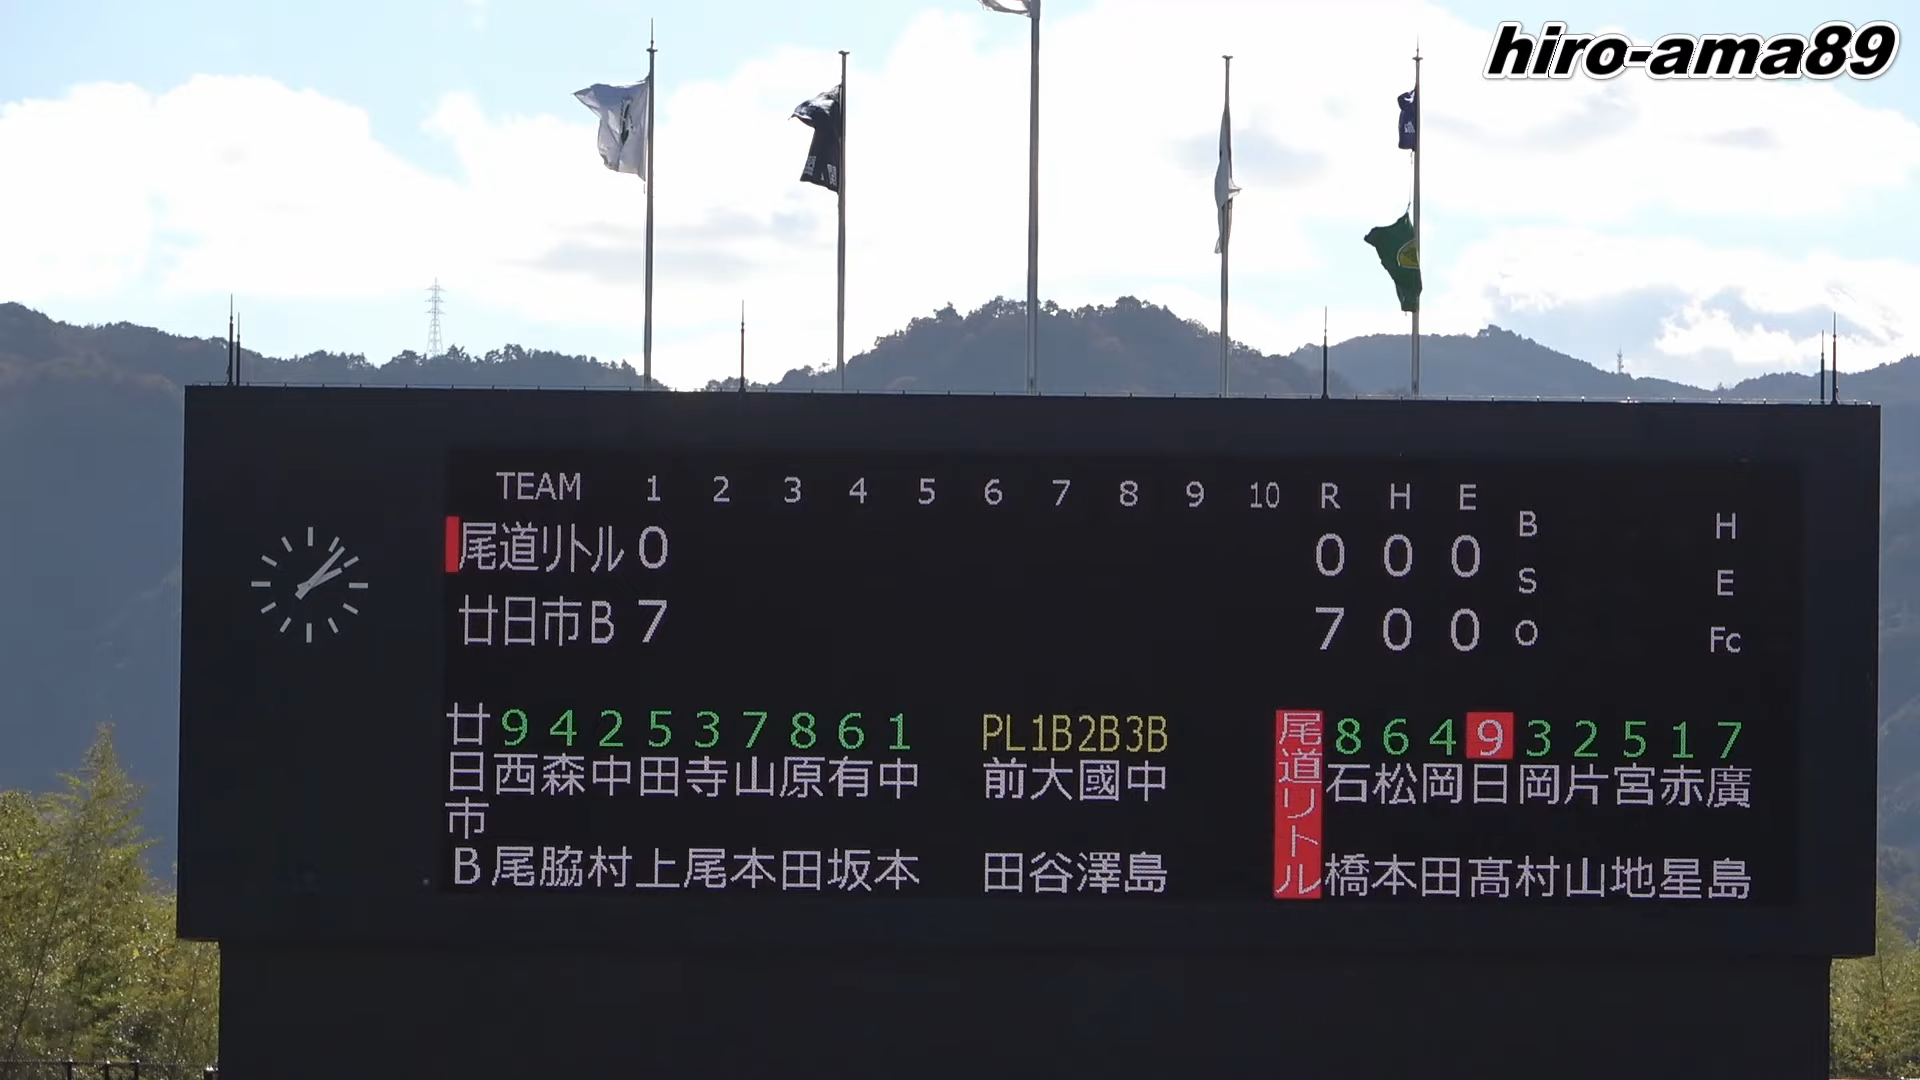 hiro-ama89
TEAM 1 2 3 4 5 6 7 8 9 10 R H E
尾道リトル 0 0 0 0
廿日市B 7 7 0 0
B H
S E
O Fc
廿日市B
9 4 2 5 3 7 8 6 1
西尾 森脇 中村 田上 寺尾 山本 原田 有坂 中本
PL 1B 2B 3B
前田 大谷 國澤 中島
尾道リトル
8 6 4 9 3 2 5 1 7
石橋 松本 岡田 日髙 岡村 片山 宮地 赤星 廣島